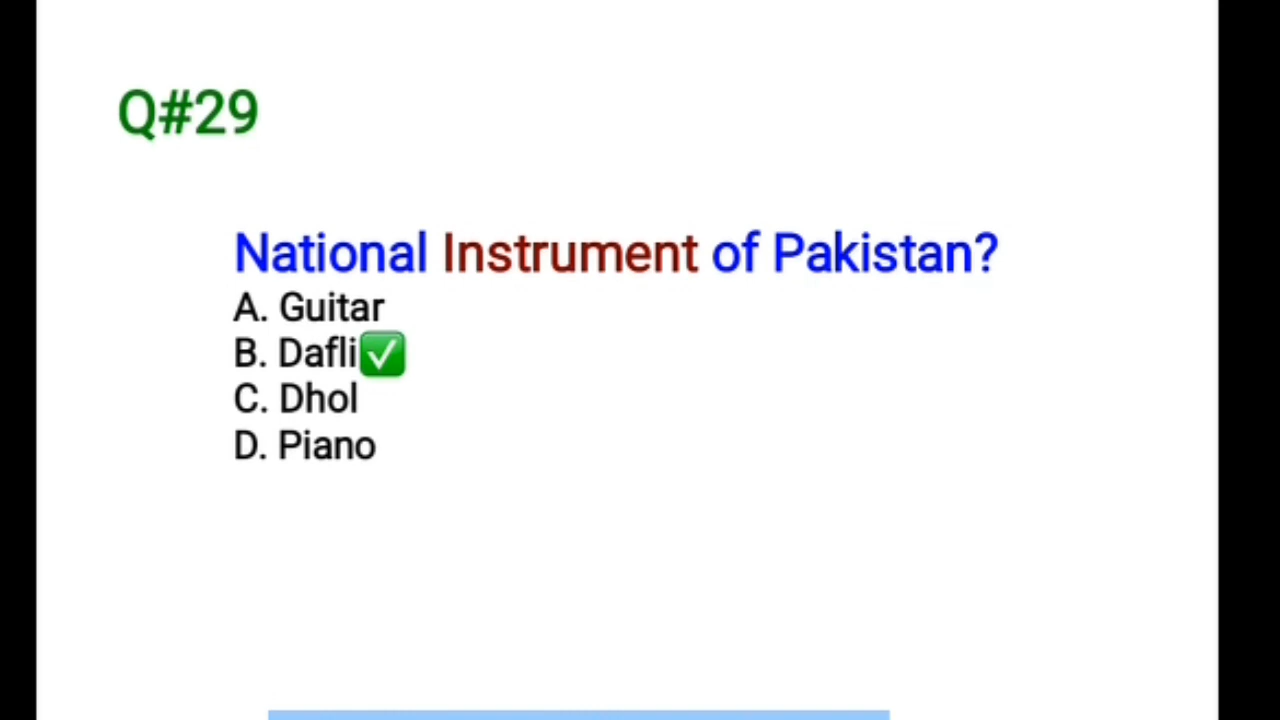 Q#29
National Instrument of Pakistan?
A. Guitar
B. Dafli✅
C. Dhol
D. Piano